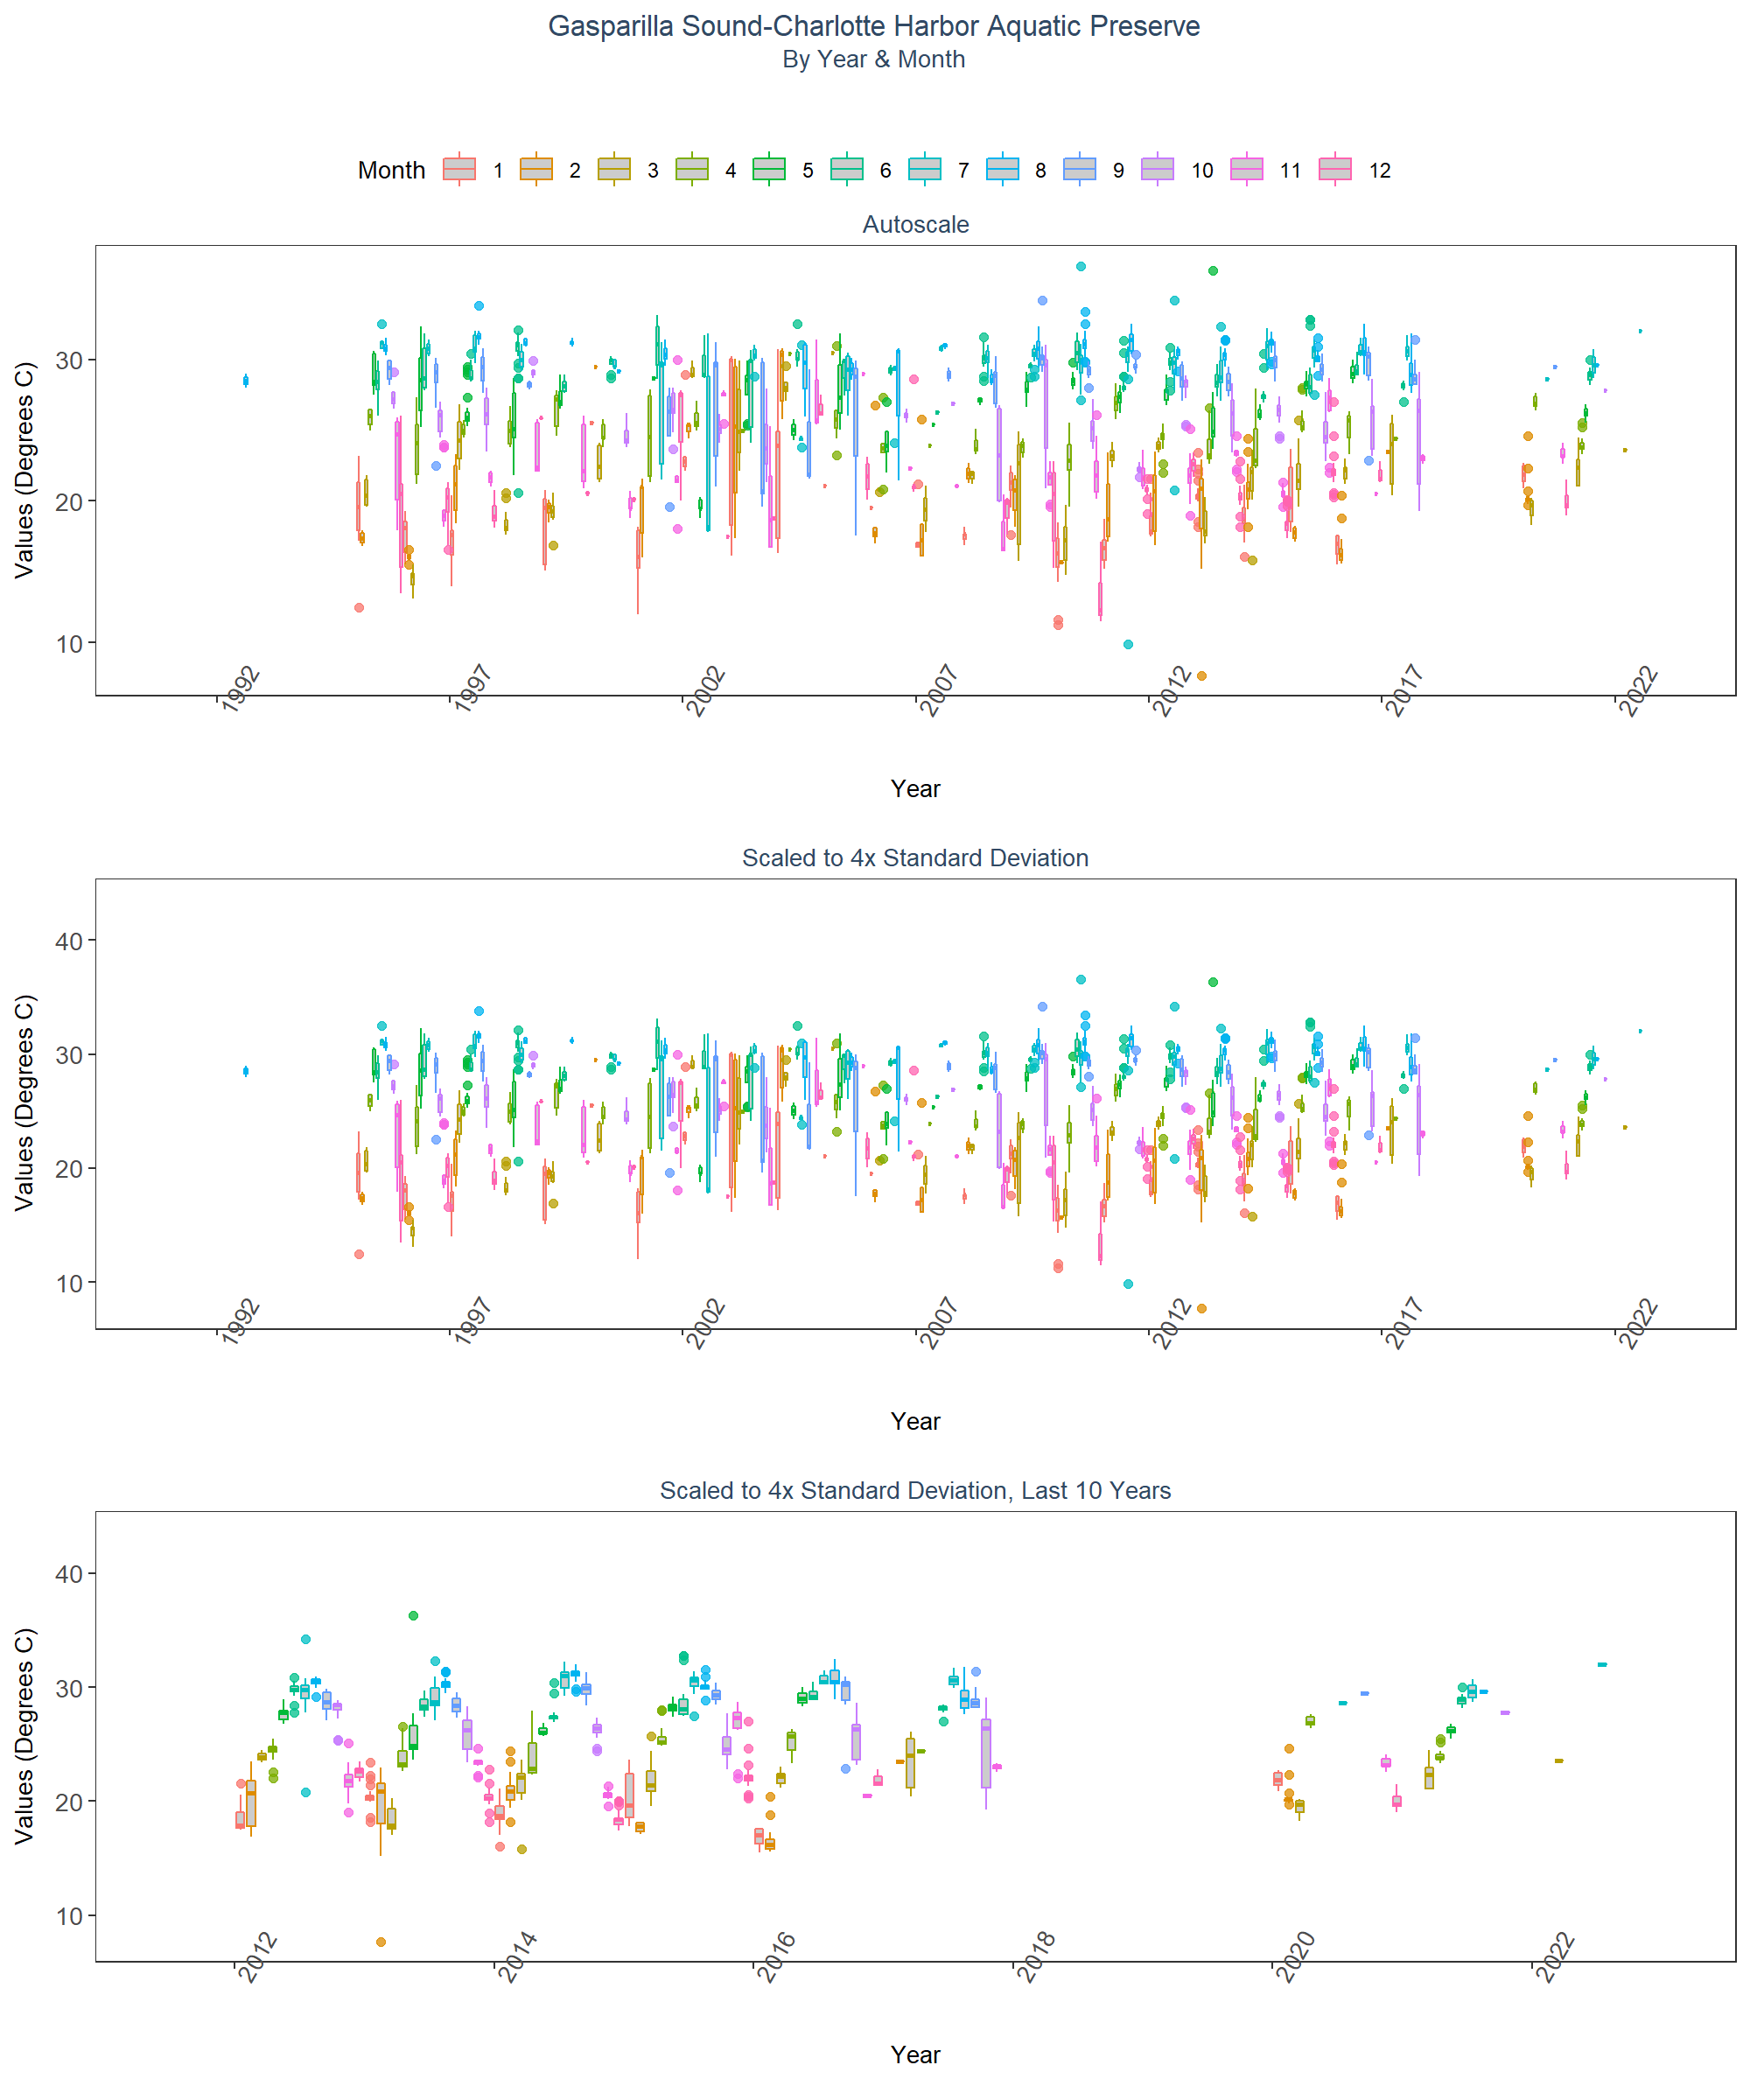 Gasparilla Sound-Charlotte Harbor Aquatic Preserve
By Year & Month
Month 1 2 3 4 5 6 7 8 9 10 11 12
Autoscale
Values (Degrees C)
30
20
10
1992 1997 2002 2007 2012 2017 2022
Year
Scaled to 4x Standard Deviation
Values (Degrees C)
40
30
20
10
1992 1997 2002 2007 2012 2017 2022
Year
Scaled to 4x Standard Deviation, Last 10 Years
Values (Degrees C)
40
30
20
10
2012 2014 2016 2018 2020 2022
Year